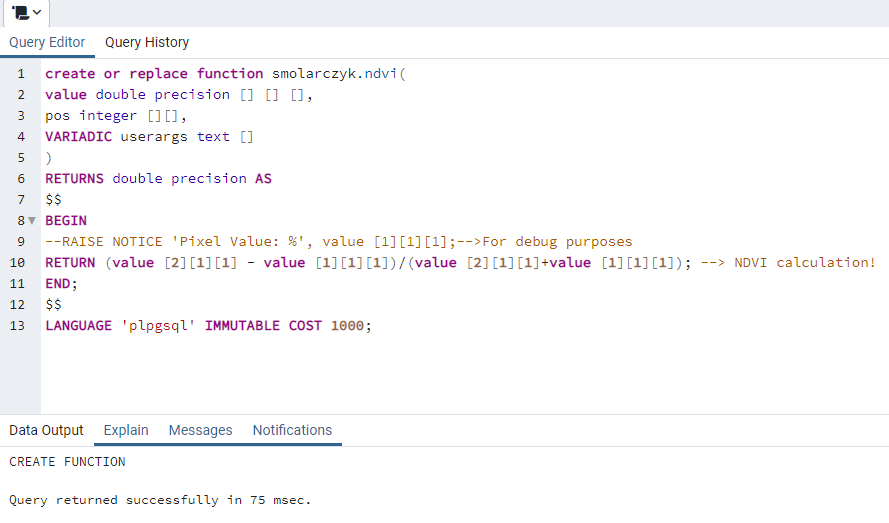 Query Editor Query History
1 create or replace function smolarczyk.ndvi(
2 value double precision [] [] [],
3 pos integer [][],
4 VARIADIC userargs text []
5 )
6 RETURNS double precision AS
7 $$
8 BEGIN
9 --RAISE NOTICE 'Pixel Value: %', value [1][1][1];-->For debug purposes
10 RETURN (value [2][1][1] - value [1][1][1])/(value [2][1][1]+value [1][1][1]); --> NDVI calculation!
11 END;
12 $$
13 LANGUAGE 'plpgsql' IMMUTABLE COST 1000;
Data Output Explain Messages Notifications
CREATE FUNCTION
Query returned successfully in 75 msec.